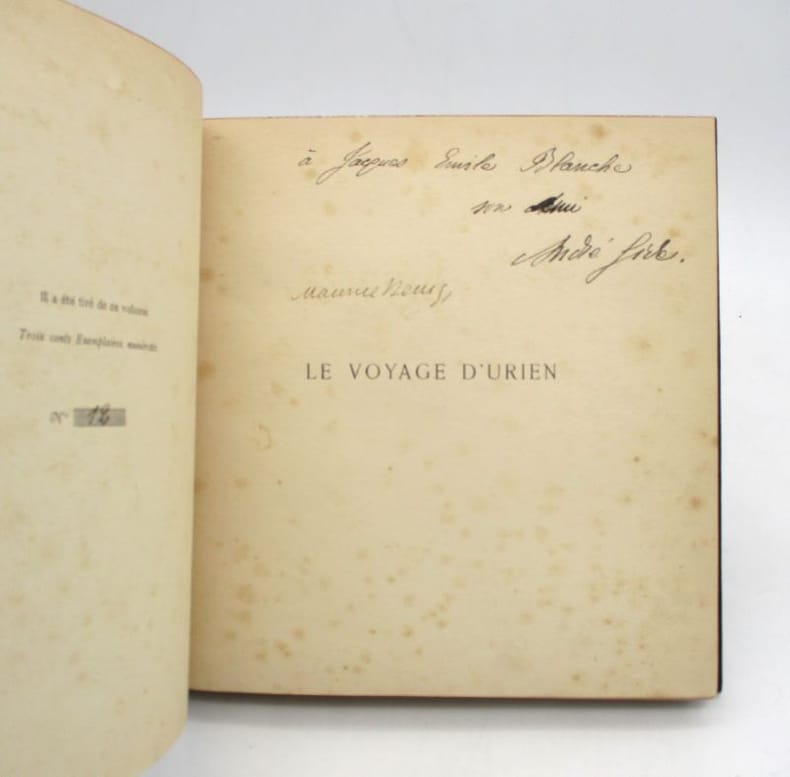 Il a été tiré de ce volume
Trois cents Exemplaires numérotés
N° 12
à Jacques Emile Blanche
son ami
André Gide.
Maurice Denis
LE VOYAGE D'URIEN